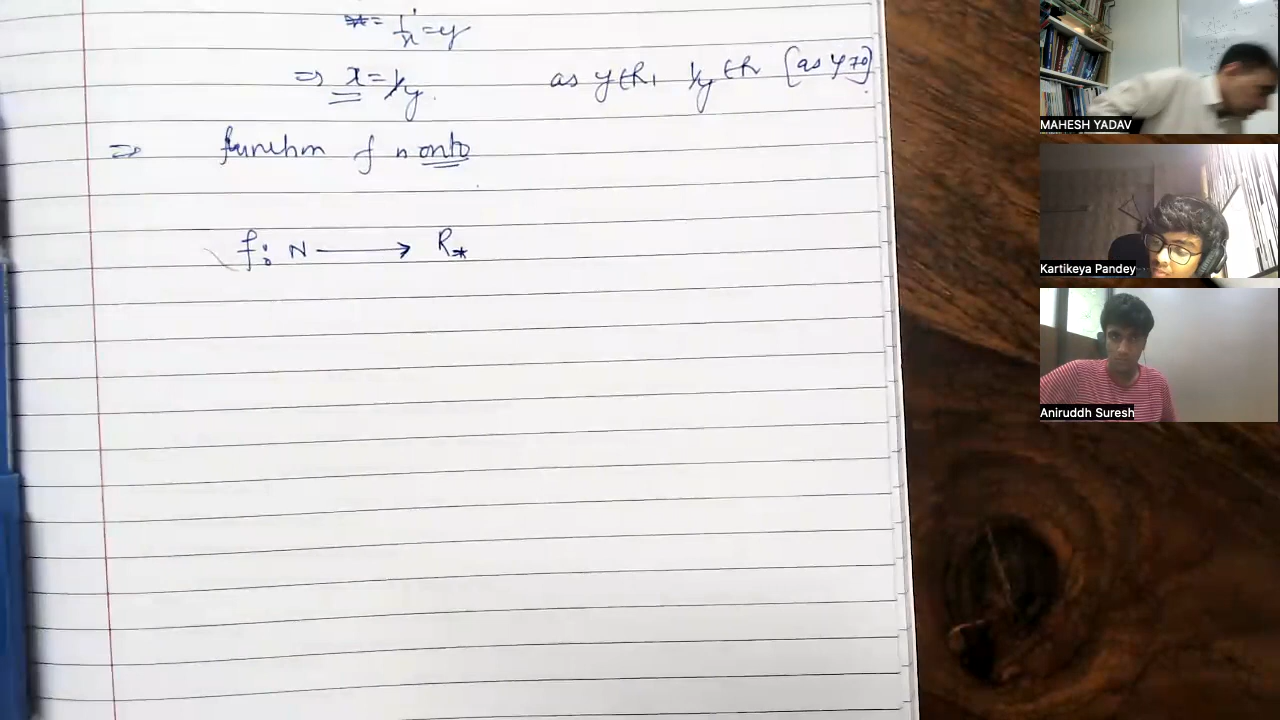 = 1/x = y
⇒ x = 1/y. as y ∈ R, 1/y ∈ R [as y ≠ 0]
⇒ function f is onto
f: N ⟶ R*
MAHESH YADAV
Kartikeya Pandey
Aniruddh Suresh